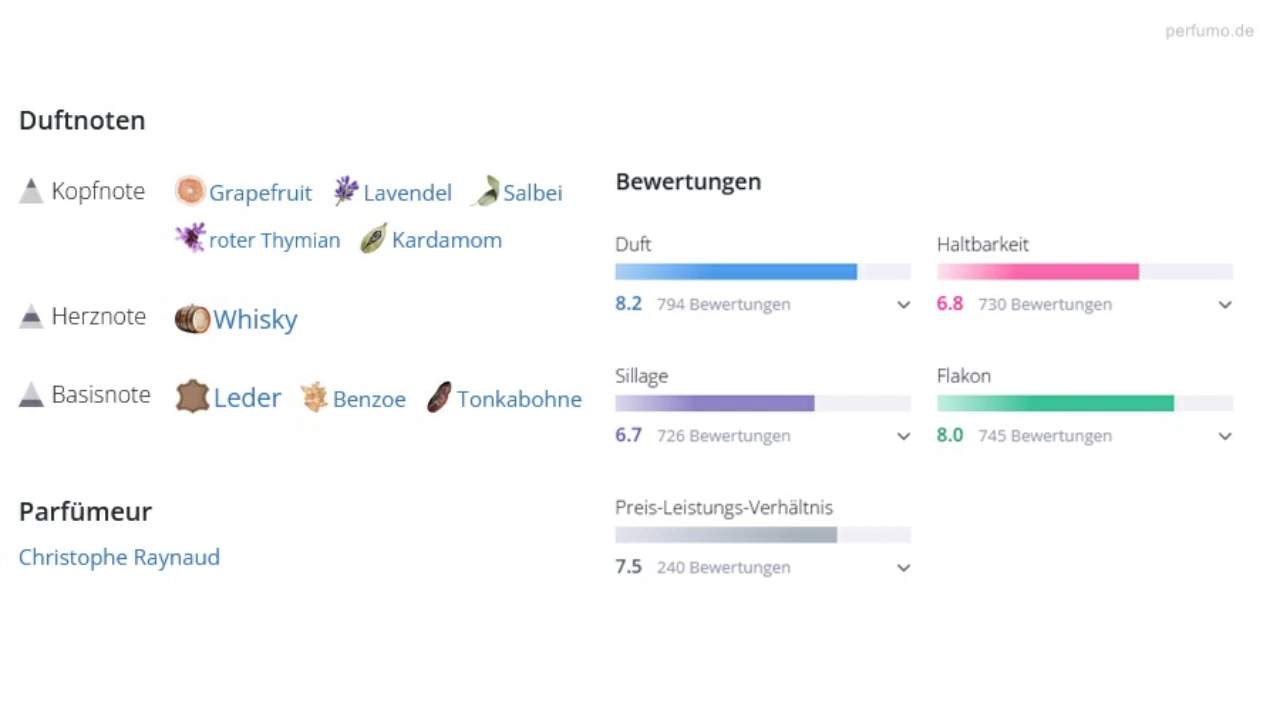 perfumo.de
Duftnoten
Kopfnote Grapefruit Lavendel Salbei
roter Thymian Kardamom
Herznote Whisky
Basisnote Leder Benzoe Tonkabohne
Parfümeur
Christophe Raynaud
Bewertungen
Duft Haltbarkeit
8.2 794 Bewertungen 6.8 730 Bewertungen
Sillage Flakon
6.7 726 Bewertungen 8.0 745 Bewertungen
Preis-Leistungs-Verhältnis
7.5 240 Bewertungen